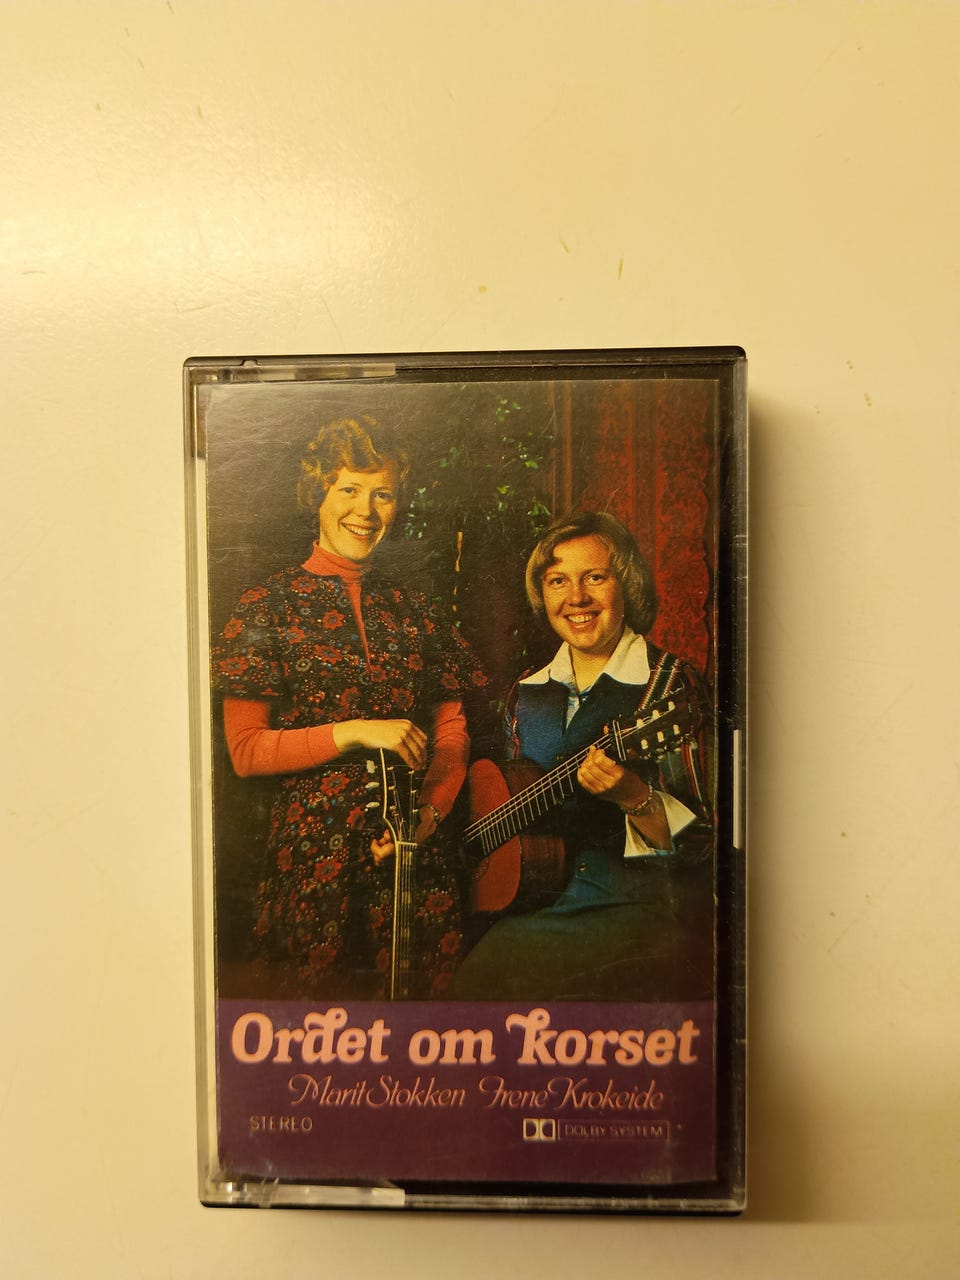 Ordet om korset
Marit Stokken Irene Krokeide
STEREO
DOLBY SYSTEM